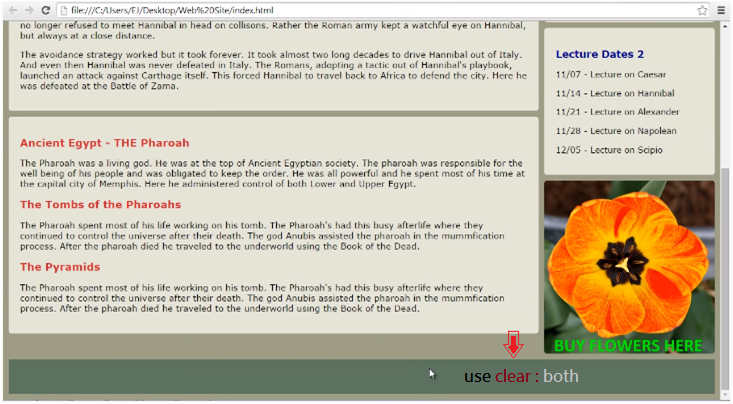 file:///C:/Users/EJ/Desktop/Web%20Site/index.html
no longer refused to meet Hannibal in head on collisons. Rather the Roman army kept a watchful eye on Hannibal,
but always at a close distance.
The avoidance strategy worked but it took forever. It took almost two long decades to drive Hannibal out of Italy.
And even then Hannibal was never defeated in Italy. The Romans, adopting a tactic out of Hannibal's playbook,
launched an attack against Carthage itself. This forced Hannibal to travel back to Africa to defend the city. Here he
was defeated at the Battle of Zama.
Ancient Egypt - THE Pharoah
The Pharoah was a living god. He was at the top of Ancient Egyptian society. The pharoah was responsible for the
well being of his people and was obligated to keep the order. He was all powerful and he spent most of his time at
the capital city of Memphis. Here he administered control of both Lower and Upper Egypt.
The Tombs of the Pharoahs
The Pharoah spent most of his life working on his tomb. The Pharoah's had this busy afterlife where they
continued to control the universe after their death. The god Anubis assisted the pharoah in the mummfication
process. After the pharoah died he traveled to the underworld using the Book of the Dead.
The Pyramids
The Pharoah spent most of his life working on his tomb. The Pharoah's had this busy afterlife where they
continued to control the universe after their death. The god Anubis assisted the pharoah in the mummfication
process. After the pharoah died he traveled to the underworld using the Book of the Dead.
Lecture Dates 2
11/07 - Lecture on Caesar
11/14 - Lecture on Hannibal
11/21 - Lecture on Alexander
11/28 - Lecture on Napolean
12/05 - Lecture on Scipio
BUY FLOWERS HERE
use clear : both